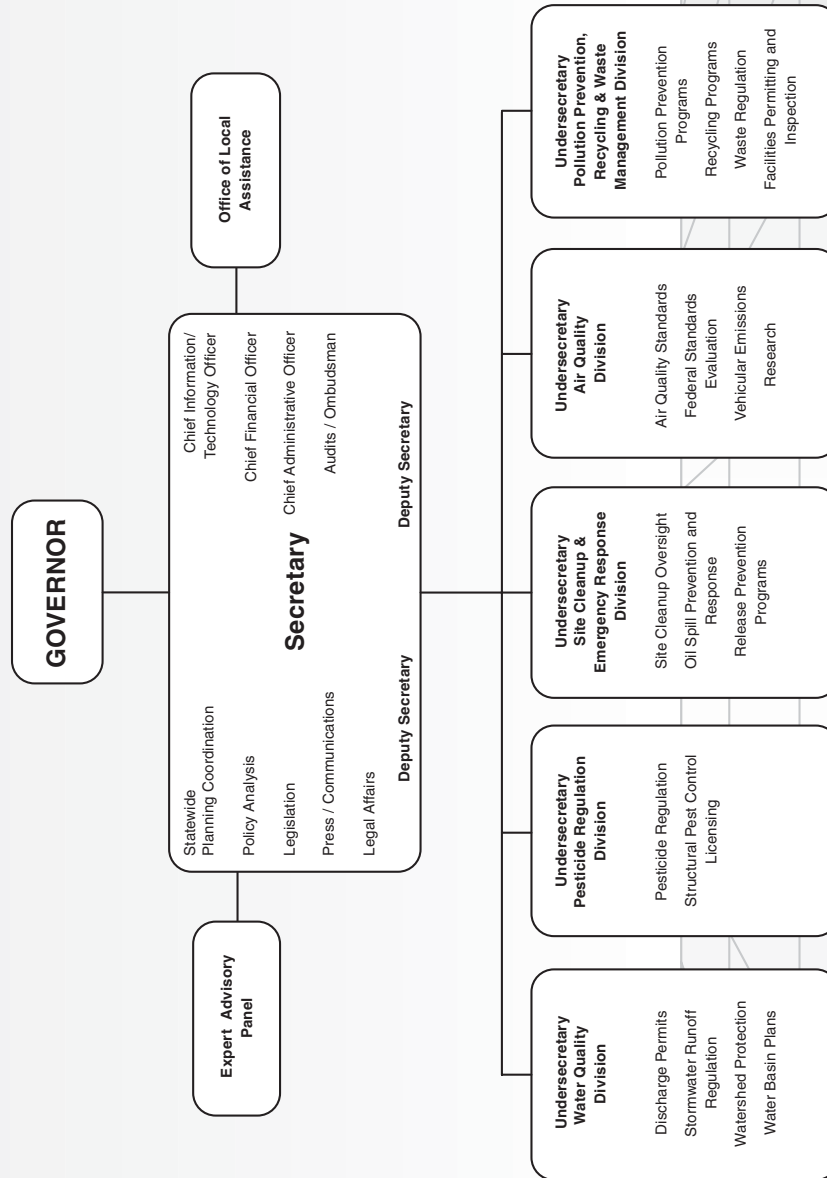 GOVERNOR
Expert Advisory
Panel
Statewide
Planning Coordination
Policy Analysis
Legislation
Press / Communications
Legal Affairs
Secretary
Chief Information/
Technology Officer
Chief Financial Officer
Chief Administrative Officer
Audits / Ombudsman
Deputy Secretary
Deputy Secretary
Office of Local
Assistance
Undersecretary
Water Quality
Division
Discharge Permits
Stormwater Runoff
Regulation
Watershed Protection
Water Basin Plans
Undersecretary
Pesticide Regulation
Division
Pesticide Regulation
Structural Pest Control
Licensing
Undersecretary
Site Cleanup &
Emergency Response
Division
Site Cleanup Oversight
Oil Spill Prevention and
Response
Release Prevention
Programs
Undersecretary
Air Quality
Division
Air Quality Standards
Federal Standards
Evaluation
Vehicular Emissions
Research
Undersecretary
Pollution Prevention,
Recycling & Waste
Management Division
Pollution Prevention
Programs
Recycling Programs
Waste Regulation
Facilities Permitting and
Inspection